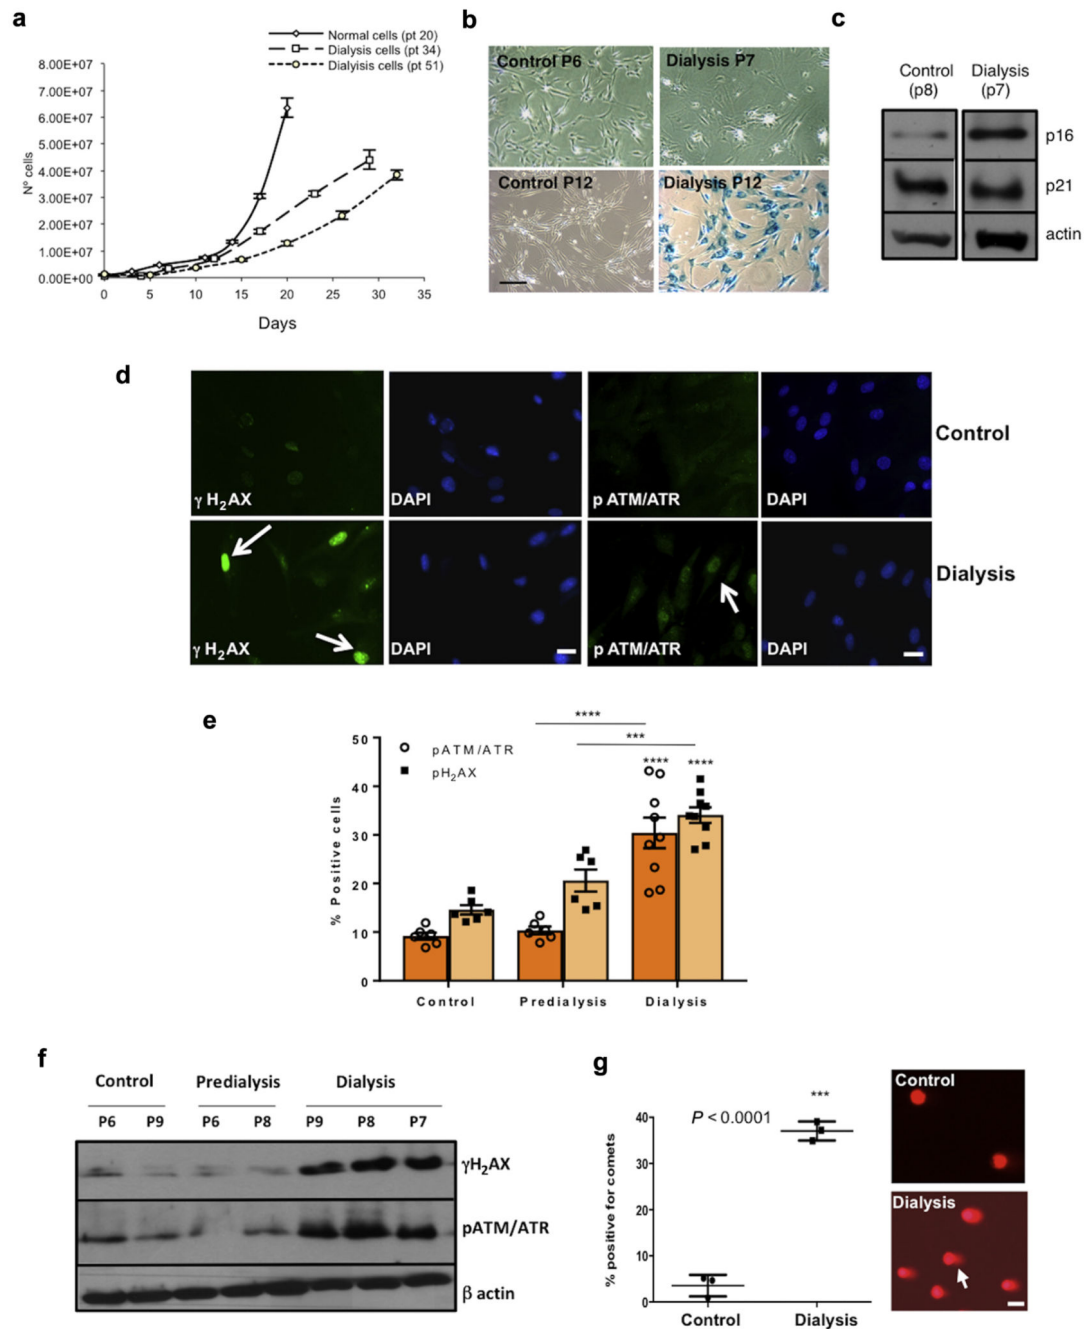 a
Normal cells (pt 20)
Dialysis cells (pt 34)
Dialyisis cells (pt 51)
8.00E+07
7.00E+07
6.00E+07
5.00E+07
4.00E+07
3.00E+07
2.00E+07
1.00E+07
0.00E+00
Nº cells
0 5 10 15 20 25 30 35
Days
b
Control P6
Dialysis P7
Control P12
Dialysis P12
c
Control (p8)
Dialysis (p7)
p16
p21
actin
d
γ H2AX
DAPI
p ATM/ATR
DAPI
Control
γ H2AX
DAPI
p ATM/ATR
DAPI
Dialysis
e
****
***
**** ****
pATM/ATR
pH2AX
50
40
30
20
10
0
% Positive cells
Control Predialysis Dialysis
f
Control Predialysis Dialysis
P6 P9 P6 P8 P9 P8 P7
γH2AX
pATM/ATR
β actin
g
***
P < 0.0001
40
30
20
10
0
% positive for comets
Control Dialysis
Control
Dialysis